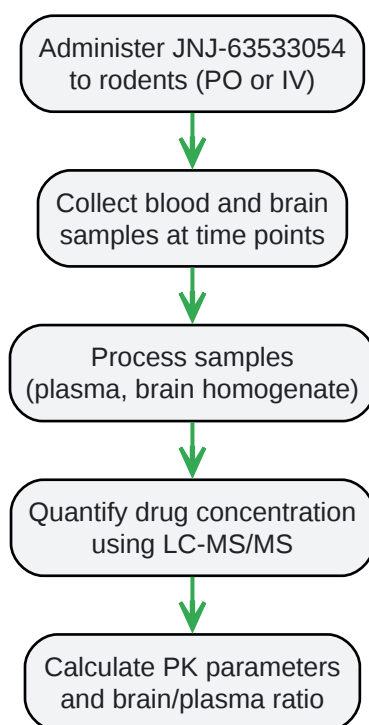 Administer JNJ-63533054
to rodents (PO or IV)
Collect blood and brain
samples at time points
Process samples
(plasma, brain homogenate)
Quantify drug concentration
using LC-MS/MS
Calculate PK parameters
and brain/plasma ratio